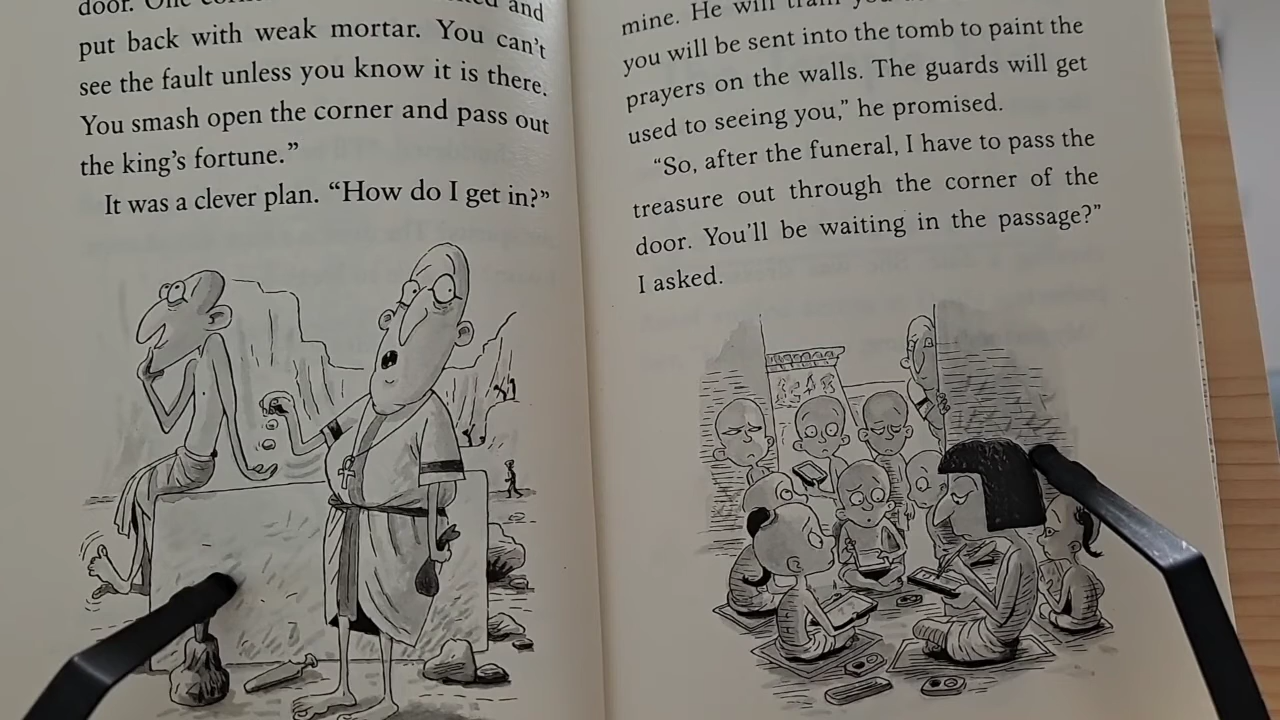 door. One
and
put back with weak mortar. You can't
see the fault unless you know it is there.
You smash open the corner and pass out
the king's fortune.”
It was a clever plan. “How do I get in?”
mine. He will train
you will be sent into the tomb to paint the
prayers on the walls. The guards will get
used to seeing you,” he promised.
“So, after the funeral, I have to pass the
treasure out through the corner of the
door. You'll be waiting in the passage?”
I asked.